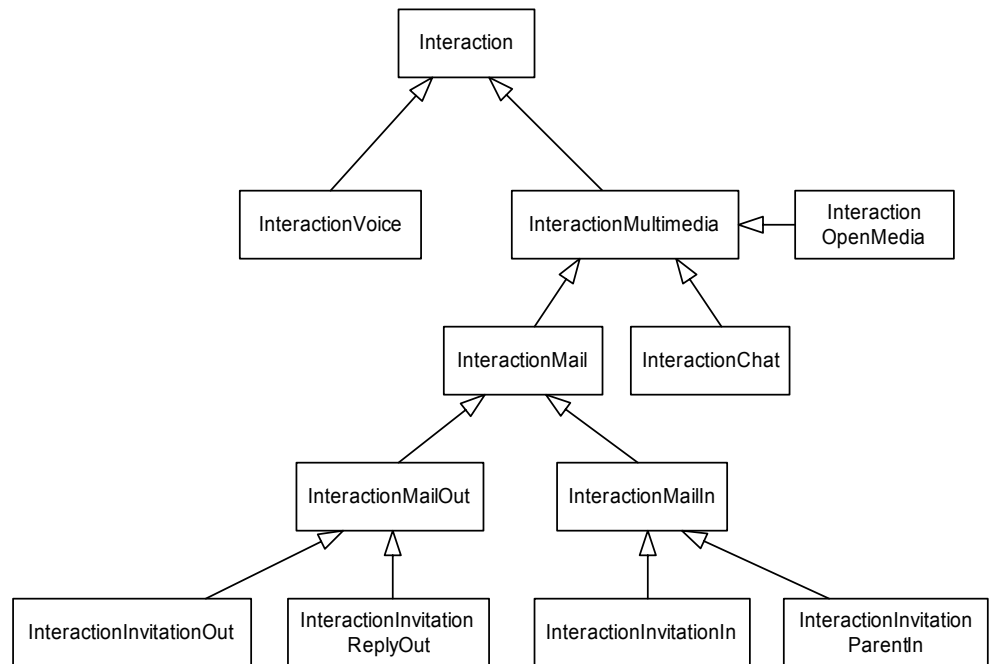 Interaction
InteractionVoice
InteractionMultimedia
Interaction
OpenMedia
InteractionMail
InteractionChat
InteractionMailOut
InteractionMailIn
InteractionInvitationOut
InteractionInvitation
ReplyOut
InteractionInvitationIn
InteractionInvitation
ParentIn